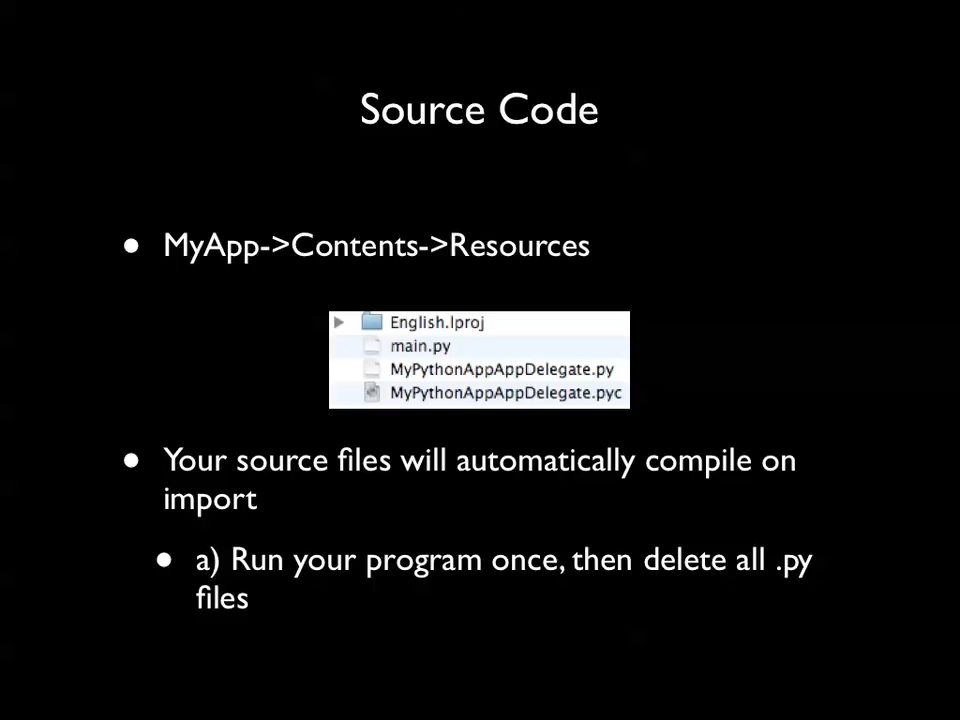 Source Code
• MyApp->Contents->Resources
English.lproj
main.py
MyPythonAppAppDelegate.py
MyPythonAppAppDelegate.pyc
• Your source files will automatically compile on
import
• a) Run your program once, then delete all .py
files